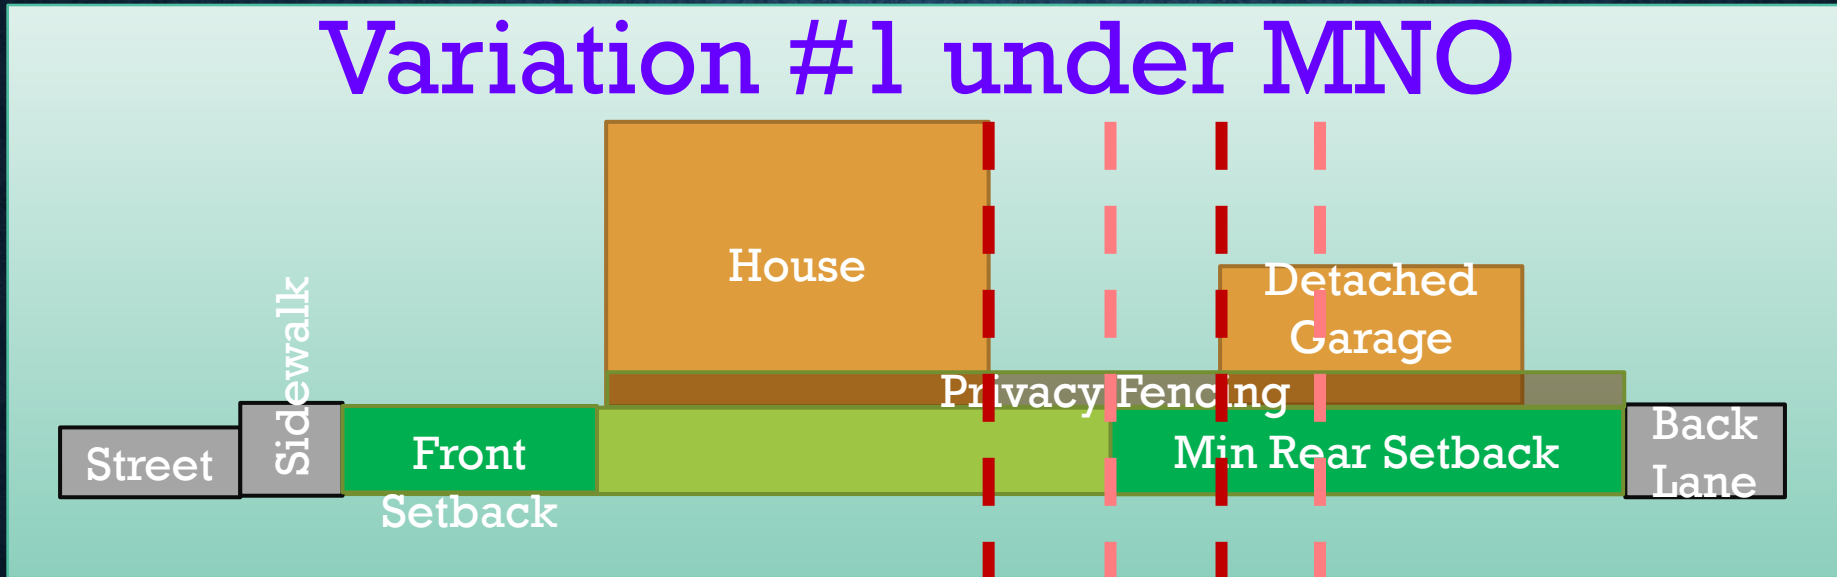 Variation #1 under MNO
House
Detached
Garage
Privacy Fencing
Street
Sidewalk
Front
Setback
Min Rear Setback
Back
Lane